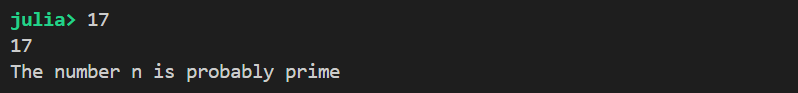 julia> 17
17
The number n is probably prime